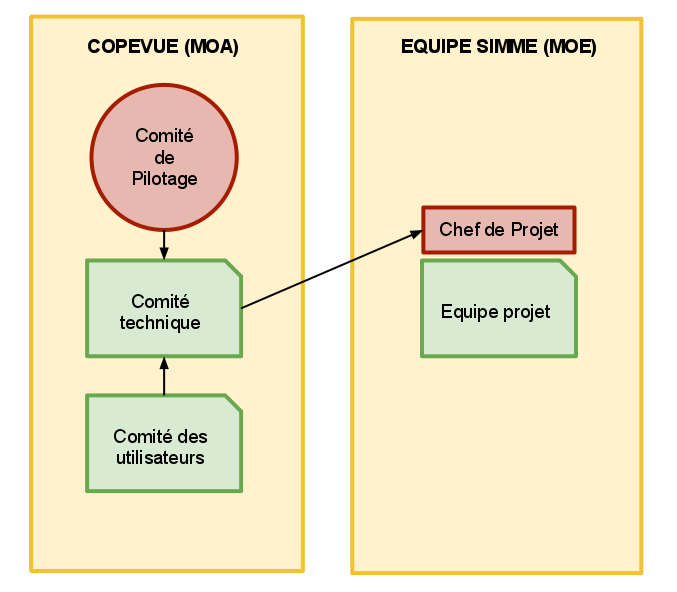 COPEVUE (MOA)
Comité
de
Pilotage
Comité
technique
Comité des
utilisateurs
EQUIPE SIMME (MOE)
Chef de Projet
Equipe projet